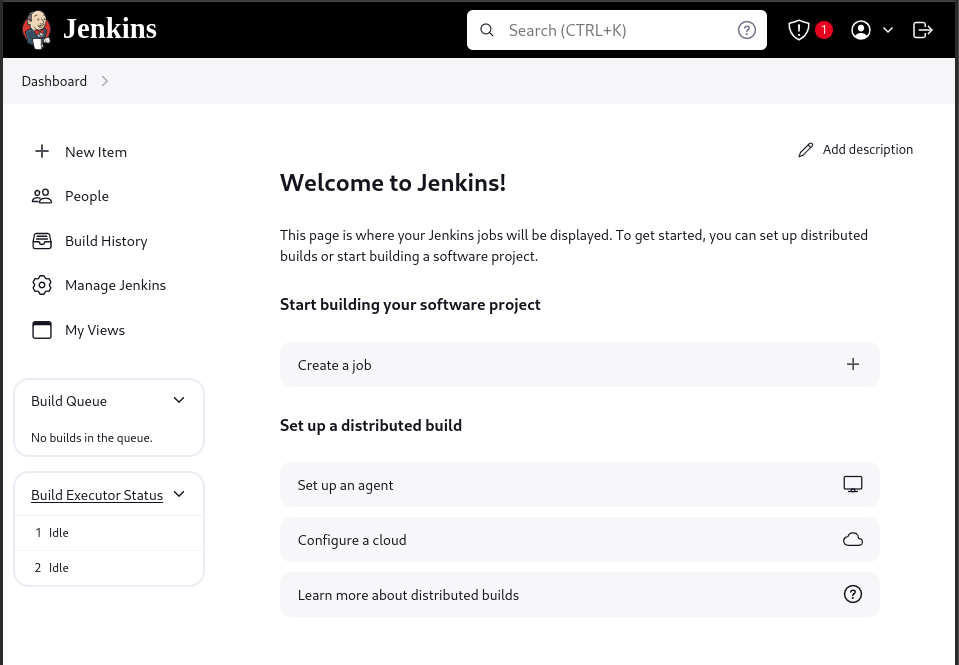 Jenkins
Search (CTRL+K)
1
Dashboard
New Item
People
Build History
Manage Jenkins
My Views
Build Queue
No builds in the queue.
Build Executor Status
1 Idle
2 Idle
Add description
Welcome to Jenkins!
This page is where your Jenkins jobs will be displayed. To get started, you can set up distributed
builds or start building a software project.
Start building your software project
Create a job
Set up a distributed build
Set up an agent
Configure a cloud
Learn more about distributed builds